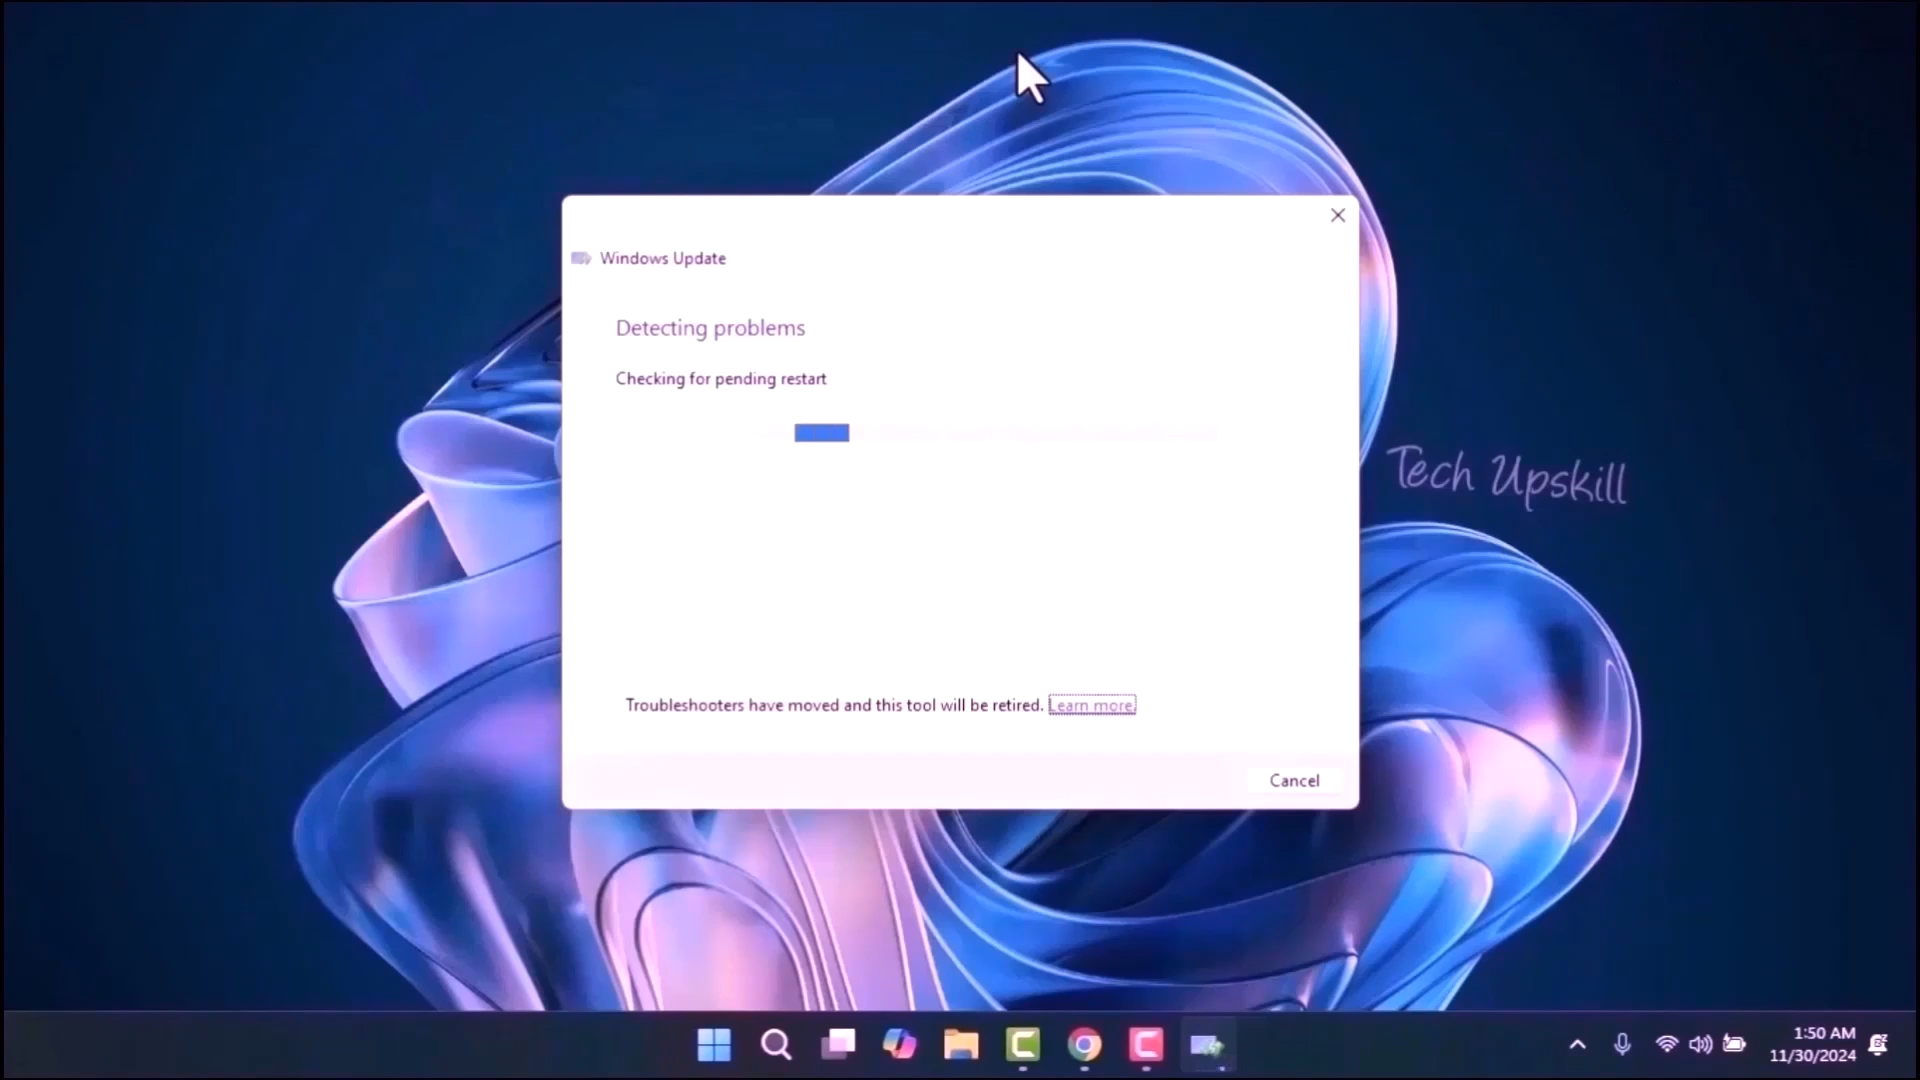 Windows Update
Detecting problems
Checking for pending restart
Tech Upskill
Troubleshooters have moved and this tool will be retired. Learn more.
Cancel
1:50 AM
11/30/2024